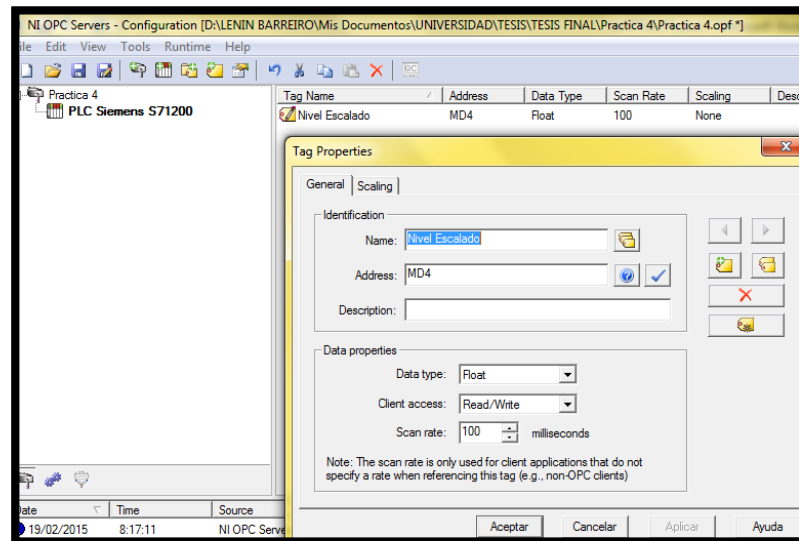 NI OPC Servers - Configuration [D:\LENIN BARREIRO\Mis Documentos\UNIVERSIDAD\TESIS\TESIS FINAL\Practica 4\Practica 4.opf *]
ile Edit View Tools Runtime Help
Practica 4
PLC Siemens S71200
Tag Name Address Data Type Scan Rate Scaling Desc
Nivel Escalado MD4 Float 100 None
Tag Properties
General Scaling
Identification
Name: Nivel Escalado
Address: MD4
Description:
Data properties
Data type: Float
Client access: Read/Write
Scan rate: 100 milliseconds
Note: The scan rate is only used for client applications that do not
specify a rate when referencing this tag (e.g., non-OPC clients)
Date Time Source
19/02/2015 8:17:11 NI OPC Serve
Aceptar Cancelar Aplicar Ayuda